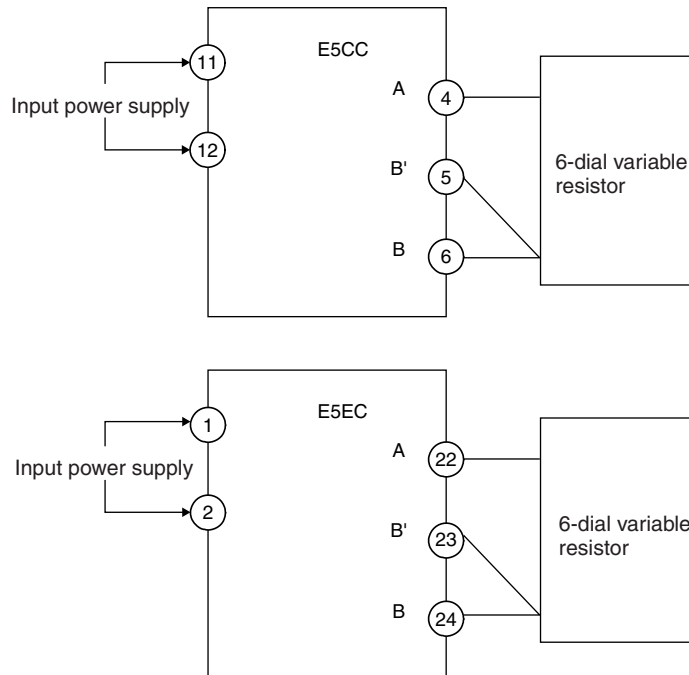 E5CC
11
Input power supply
12
A
4
B'
5
B
6
6-dial variable
resistor
E5EC
1
Input power supply
2
A
22
B'
23
B
24
6-dial variable
resistor